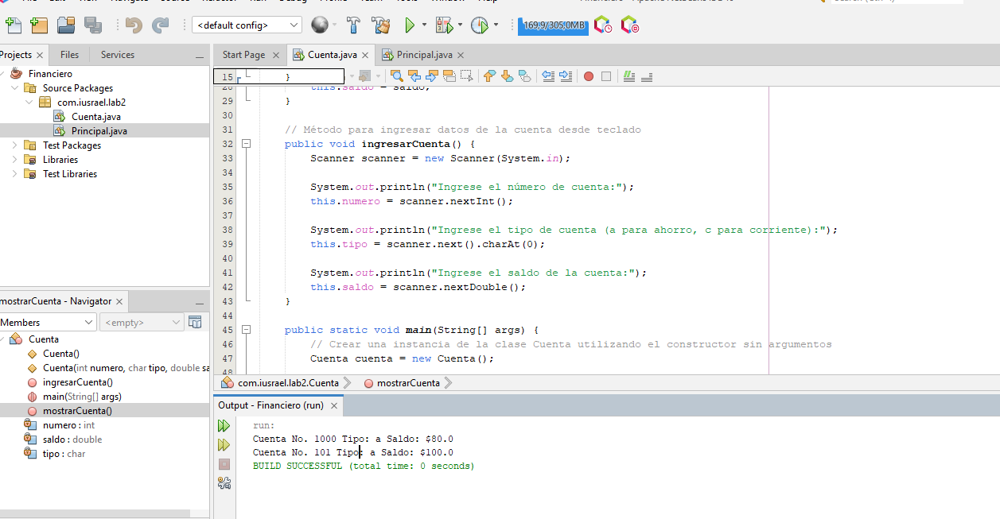 <default config>
169,9/305,0MB
Projects
Files
Services
Financiero
Source Packages
com.iusrael.lab2
Cuenta.java
Principal.java
Test Packages
Libraries
Test Libraries
mostrarCuenta - Navigator
Members
<empty>
Cuenta
Cuenta()
Cuenta(int numero, char tipo, double sa
ingresarCuenta()
main(String[] args)
mostrarCuenta()
numero : int
saldo : double
tipo : char
Start Page
Cuenta.java
Principal.java
15 }
28 this.saldo = saldo;
29 }
30
31 // Método para ingresar datos de la cuenta desde teclado
32 public void ingresarCuenta() {
33 Scanner scanner = new Scanner(System.in);
34
35 System.out.println("Ingrese el número de cuenta:");
36 this.numero = scanner.nextInt();
37
38 System.out.println("Ingrese el tipo de cuenta (a para ahorro, c para corriente):");
39 this.tipo = scanner.next().charAt(0);
40
41 System.out.println("Ingrese el saldo de la cuenta:");
42 this.saldo = scanner.nextDouble();
43 }
44
45 public static void main(String[] args) {
46 // Crear una instancia de la clase Cuenta utilizando el constructor sin argumentos
47 Cuenta cuenta = new Cuenta();
48
com.iusrael.lab2.Cuenta
mostrarCuenta
Output - Financiero (run)
run:
Cuenta No. 1000 Tipo: a Saldo: $80.0
Cuenta No. 101 Tipo: a Saldo: $100.0
BUILD SUCCESSFUL (total time: 0 seconds)